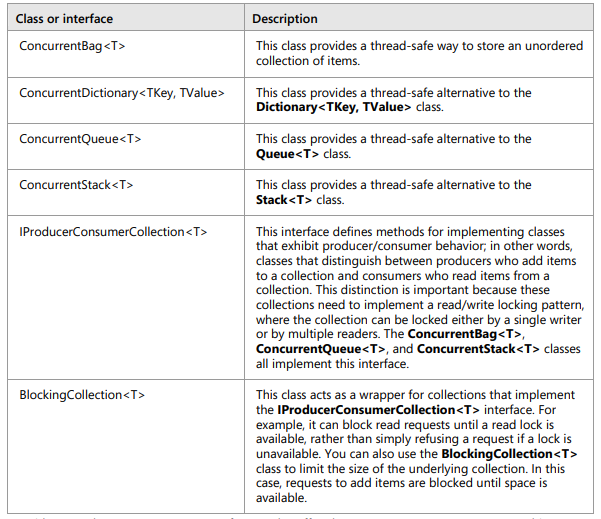 Class or interface
Description
ConcurrentBag<T>
This class provides a thread-safe way to store an unordered
collection of items.
ConcurrentDictionary<TKey, TValue>
This class provides a thread-safe alternative to the
Dictionary<TKey, TValue> class.
ConcurrentQueue<T>
This class provides a thread-safe alternative to the
Queue<T> class.
ConcurrentStack<T>
This class provides a thread-safe alternative to the
Stack<T> class.
IProducerConsumerCollection<T>
This interface defines methods for implementing classes
that exhibit producer/consumer behavior; in other words,
classes that distinguish between producers who add items
to a collection and consumers who read items from a
collection. This distinction is important because these
collections need to implement a read/write locking pattern,
where the collection can be locked either by a single writer
or by multiple readers. The ConcurrentBag<T>,
ConcurrentQueue<T>, and ConcurrentStack<T> classes
all implement this interface.
BlockingCollection<T>
This class acts as a wrapper for collections that implement
the IProducerConsumerCollection<T> interface. For
example, it can block read requests until a read lock is
available, rather than simply refusing a request if a lock is
unavailable. You can also use the BlockingCollection<T>
class to limit the size of the underlying collection. In this
case, requests to add items are blocked until space is
available.